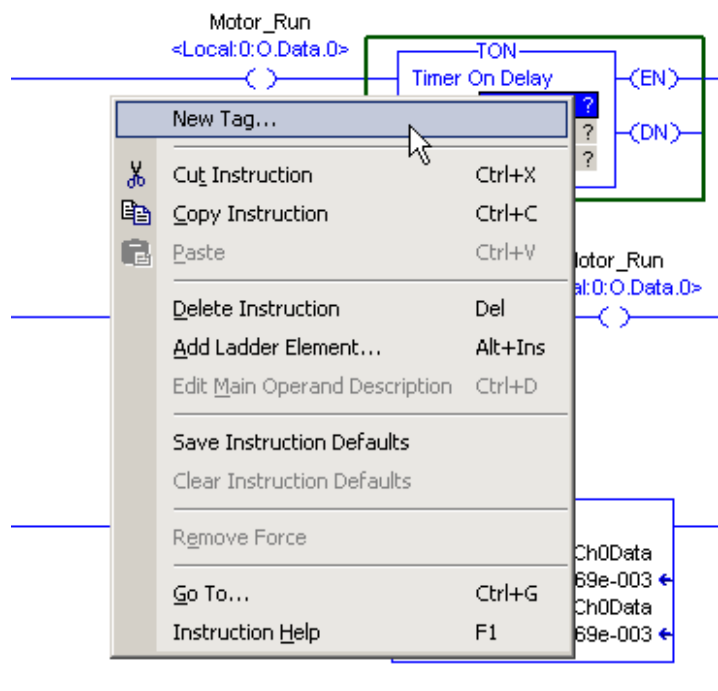 Motor_Run
<Local:0:O.Data.0>
TON
Timer On Delay
EN
?
?
DN
?
New Tag...
Cut Instruction Ctrl+X
Copy Instruction Ctrl+C
Paste Ctrl+V
otor_Run
al:0:O.Data.0>
Delete Instruction Del
Add Ladder Element... Alt+Ins
Edit Main Operand Description Ctrl+D
Save Instruction Defaults
Clear Instruction Defaults
Remove Force
Ch0Data
69e-003
Go To... Ctrl+G
Ch0Data
Instruction Help F1
69e-003